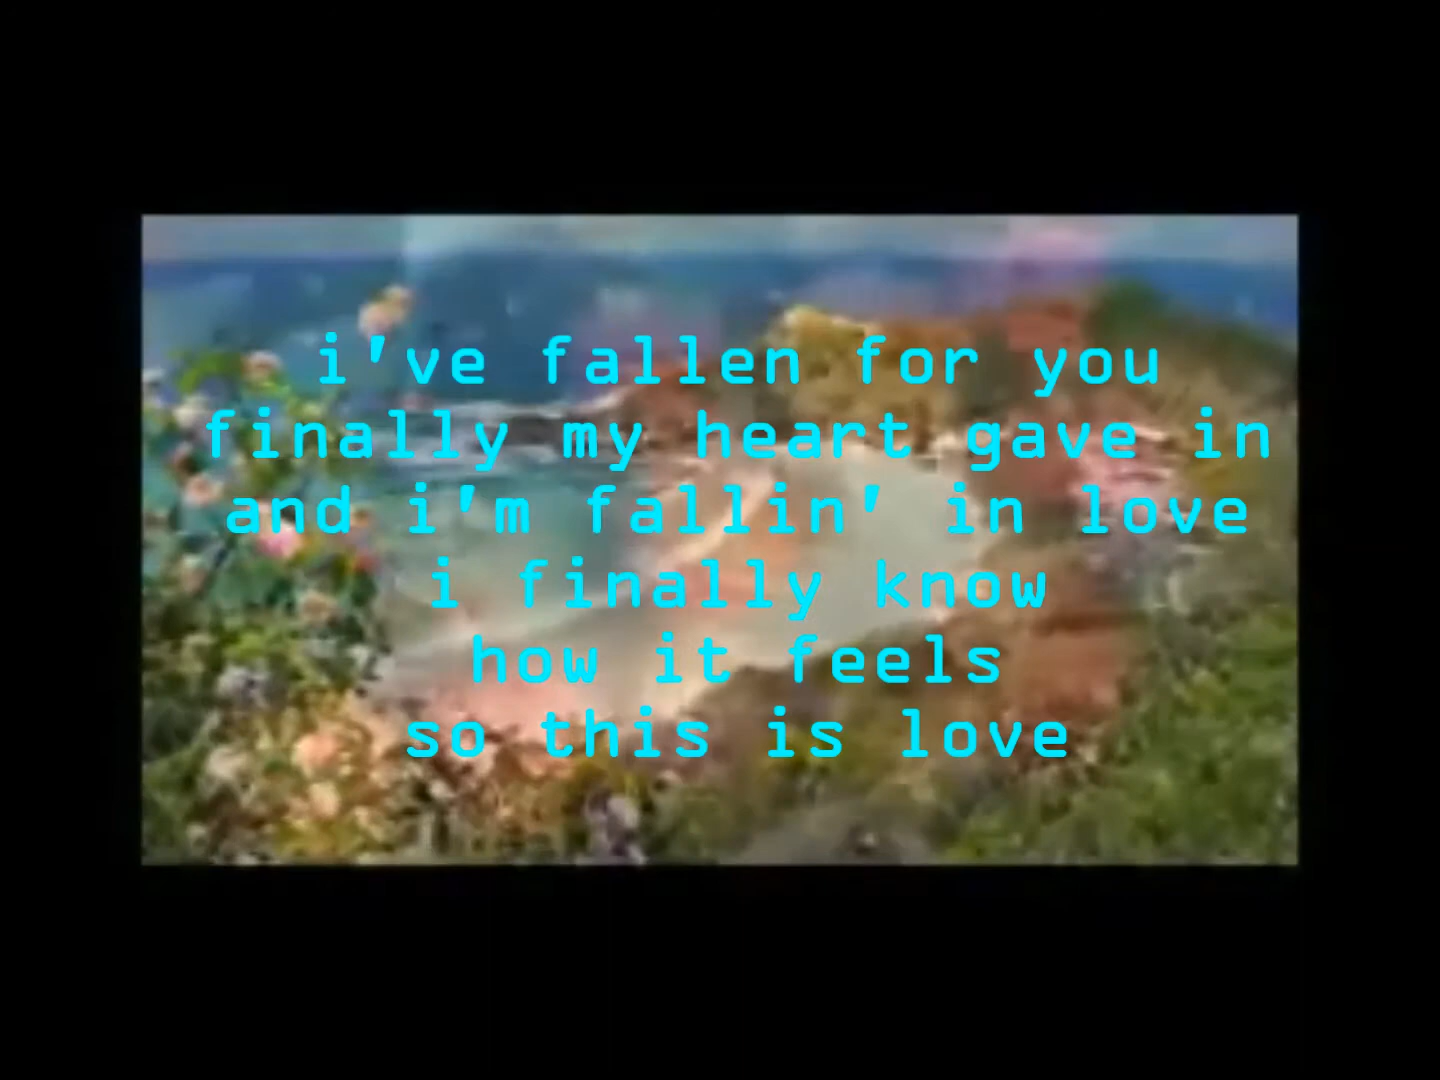 i've fallen for you
finally my heart gave in
and i'm fallin' in love
i finally know
how it feels
so this is love